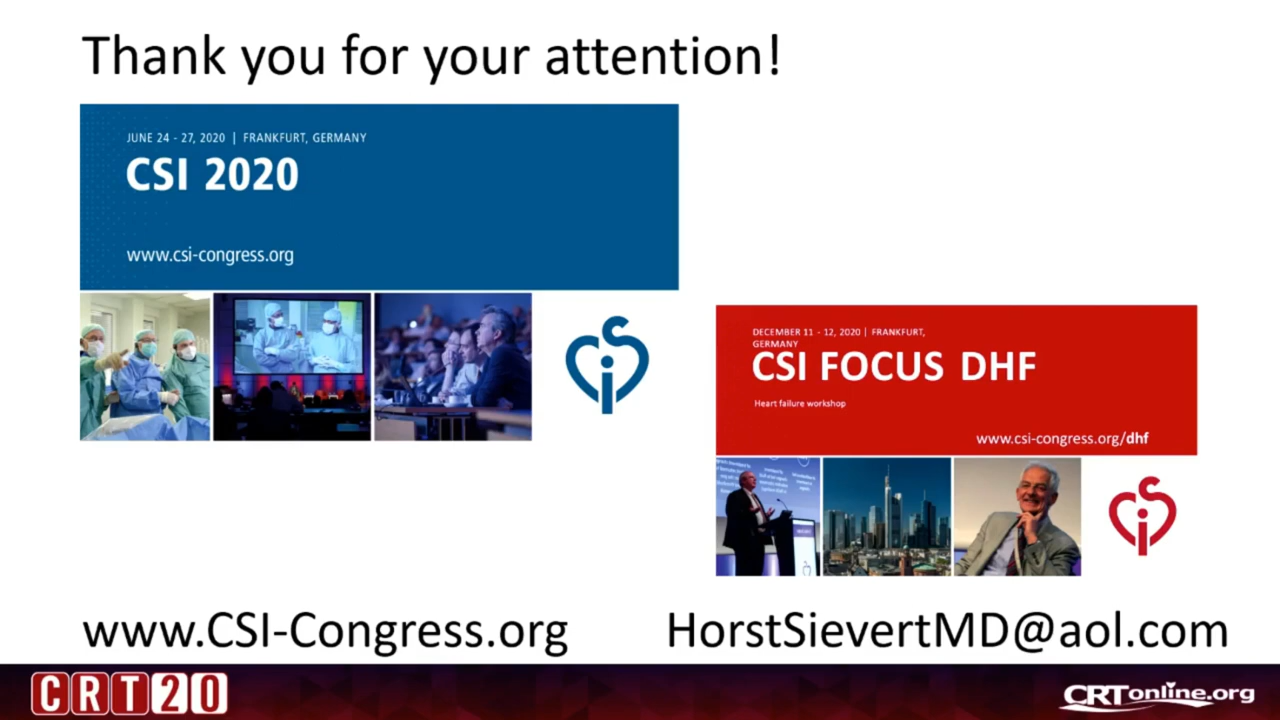 Thank you for your attention!
JUNE 24 - 27, 2020 | FRANKFURT, GERMANY
CSI 2020
www.csi-congress.org
DECEMBER 11 - 12, 2020 | FRANKFURT,
GERMANY
CSI FOCUS DHF
Heart failure workshop
www.csi-congress.org/dhf
www.CSI-Congress.org
HorstSievertMD@aol.com
CRT20
CRTonline.org